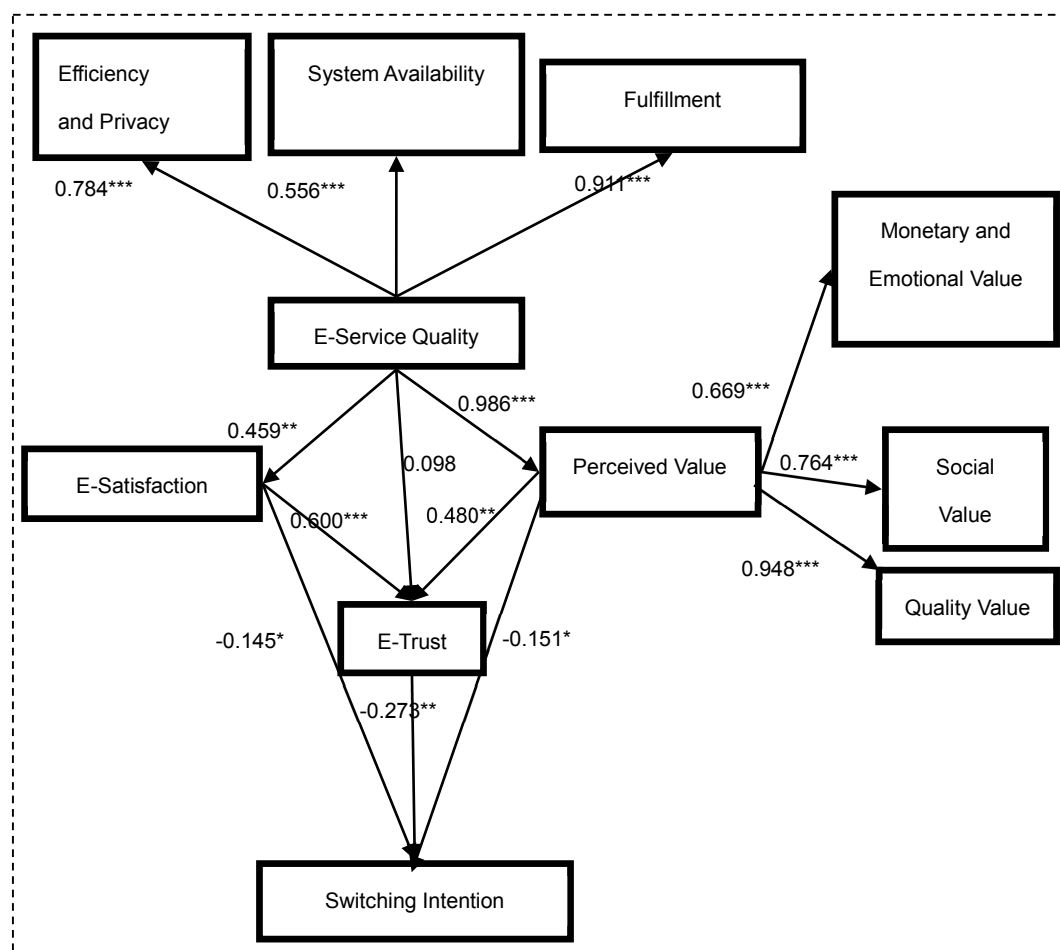 Efficiency
and Privacy
System Availability
Fulfillment
0.784***
0.556***
0.911***
Monetary and
Emotional Value
E-Service Quality
0.669***
0.986***
0.459**
0.098
Perceived Value
0.764***
Social
Value
E-Satisfaction
0.600***
0.480**
0.948***
Quality Value
-0.145*
E-Trust
-0.151*
-0.273**
Switching Intention